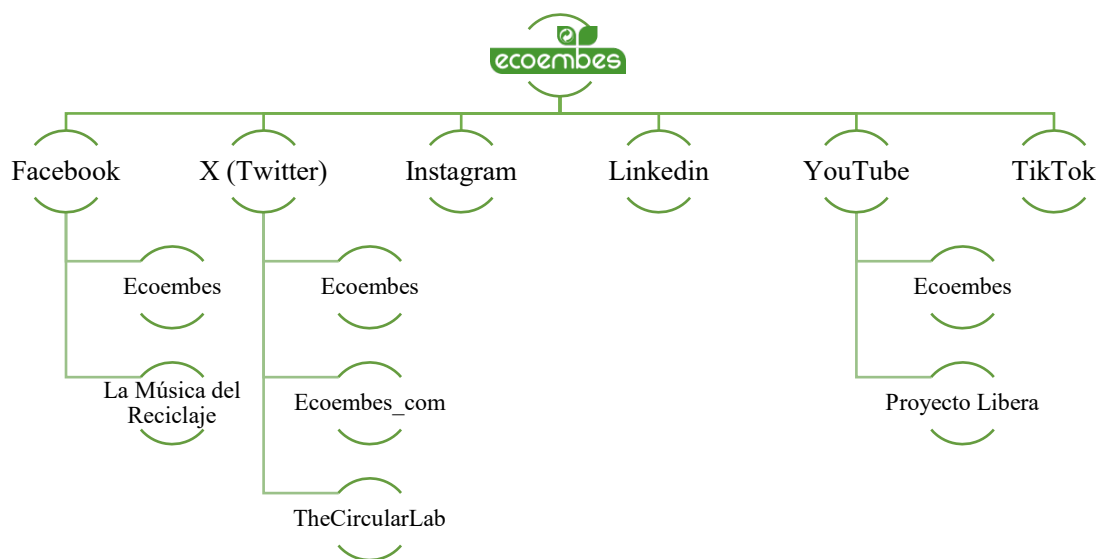 ecoembes
Facebook
X (Twitter)
Instagram
Linkedin
YouTube
TikTok
Ecoembes
La Música del
Reciclaje
Ecoembes
Ecoembes_com
TheCircularLab
Ecoembes
Proyecto Libera